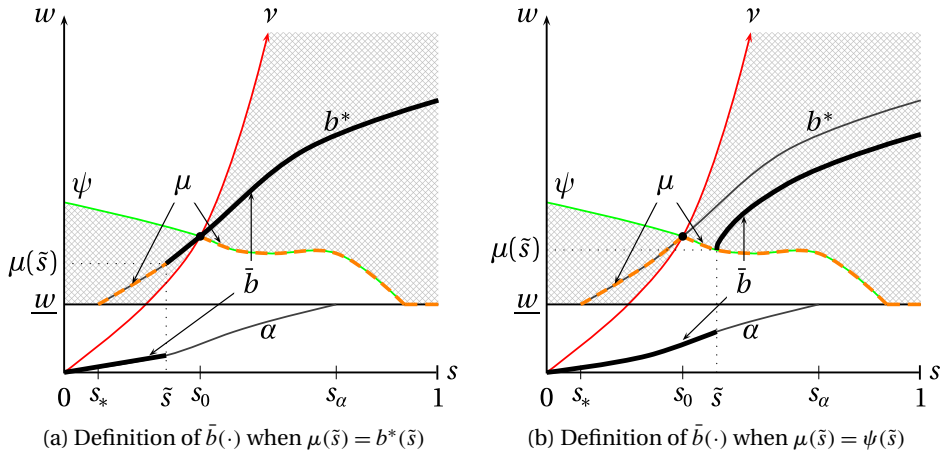 w
ν
b*
ψ
μ
μ(s̃)
b̄
w
α
0
s*
s̃
s₀
sα
1
s
(a) Definition of b̄(·) when μ(s̃) = b*(s̃)
w
ν
b*
ψ
μ
μ(s̃)
b̄
w
α
0
s*
s₀
s̃
sα
1
s
(b) Definition of b̄(·) when μ(s̃) = ψ(s̃)